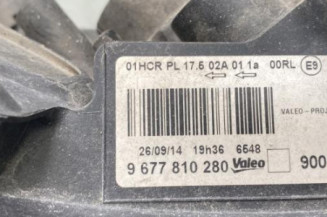 01HCR PL 17.5 02A 01 1a 00RL E9
VALEO-PROJ
26/09/14 19h36 6548
9 677 810 280 Valeo 900